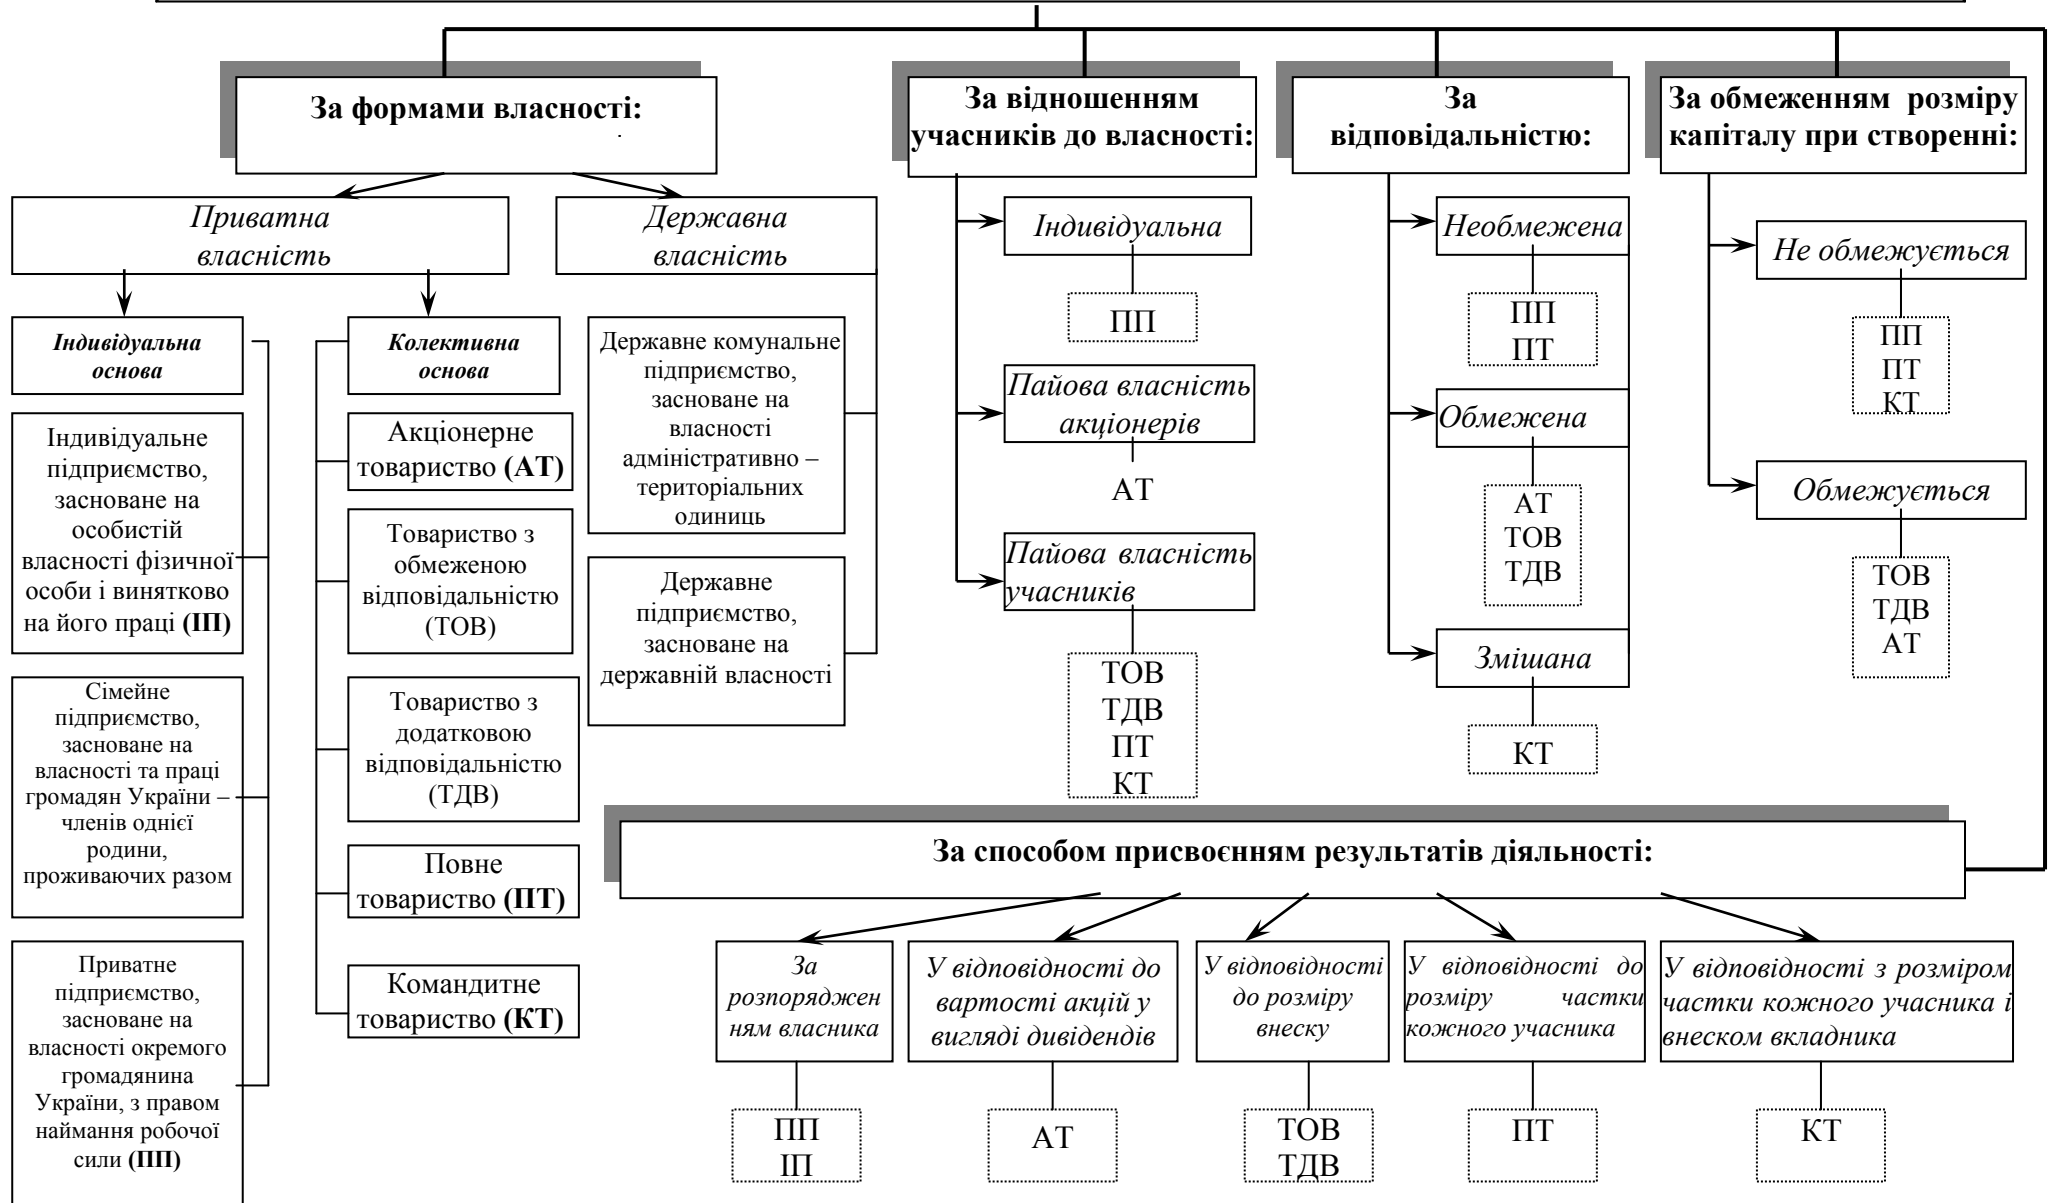 За формами власності:
За відношенням
учасників до власності:
За
відповідальністю:
За обмеженням розміру
капіталу при створенні:
Приватна
власність
Державна
власність
Індивідуальна
основа
Колективна
основа
Індивідуальне
підприємство,
засноване на
особистій
власності фізичної
особи і винятково
на його праці (ІП)
Сімейне
підприємство,
засноване на
власності та праці
громадян України –
членів однієї
родини,
проживаючих разом
Приватне
підприємство,
засноване на
власності окремого
громадянина
України, з правом
наймання робочої
сили (ПП)
Акціонерне
товариство (АТ)
Товариство з
обмеженою
відповідальністю
(ТОВ)
Товариство з
додатковою
відповідальністю
(ТДВ)
Повне
товариство (ПТ)
Командитне
товариство (КТ)
Державне комунальне
підприємство,
засноване на
власності
адміністративно –
територіальних
одиниць
Державне
підприємство,
засноване на
державній власності
Індивідуальна
ПП
Пайова власність
акціонерів
АТ
Пайова власність
учасників
ТОВ
ТДВ
ПТ
КТ
Необмежена
ПП
ПТ
Обмежена
АТ
ТОВ
ТДВ
Змішана
КТ
Не обмежується
ПП
ПТ
КТ
Обмежується
ТОВ
ТДВ
АТ
За способом присвоєнням результатів діяльності:
За
розпоряджен
ням власника
ПП
ІП
У відповідності до
вартості акцій у
вигляді дивідендів
АТ
У відповідності
до розміру
внеску
ТОВ
ТДВ
У відповідності до
розміру частки
кожного учасника
ПТ
У відповідності з розміром
частки кожного учасника і
внеском вкладника
КТ